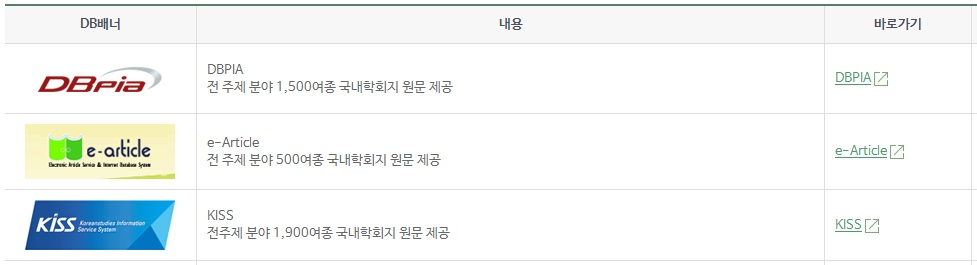 DB배너 내용 바로가기
DBpia DBPIA DBPIA
전 주제 분야 1,500여종 국내학회지 원문 제공
e-article
Electronic Article Service & Internet Database System
e-Article e-Article
전 주제 분야 500여종 국내학회지 원문 제공
KISS Koreanstudies Information
Service System
KISS KISS
전주제 분야 1,900여종 국내학회지 원문 제공